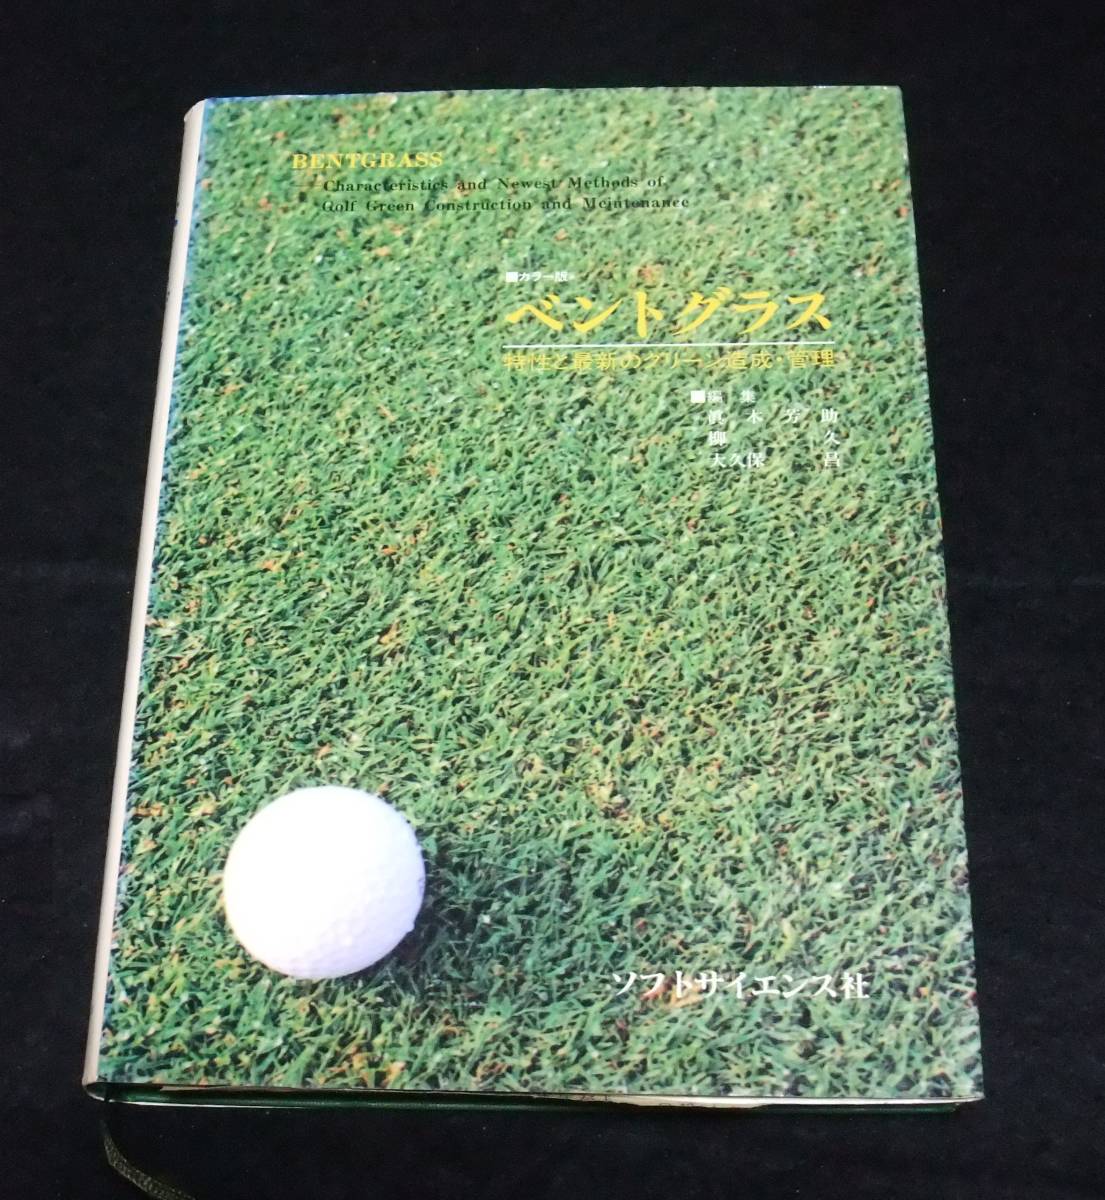 BENTGRASS
——Characteristics and Newest Methods of
Golf Green Construction and Meintenance
■カラー版
ベントグラス
特性と最新のグリーン造成・管理
■編 集
眞木芳助
柳 久
大久保 昌
ソフトサイエンス社